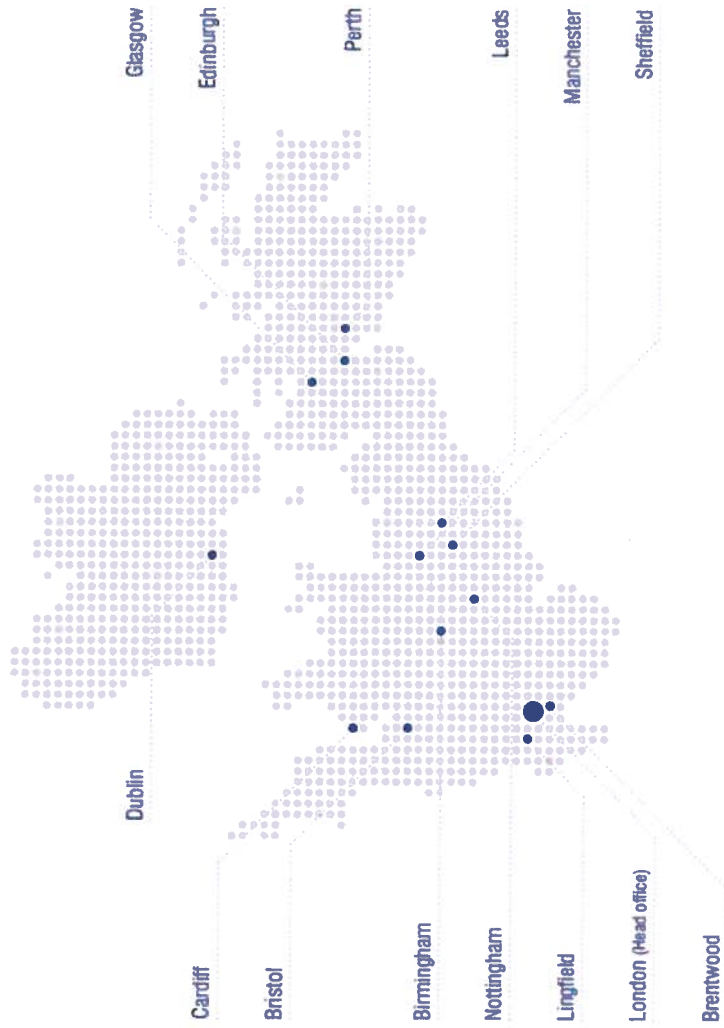 Glasgow
Edinburgh
Perth
Leeds
Manchester
Sheffield
Dublin
Cardiff
Bristol
Birmingham
Nottingham
Lingfield
London (Head office)
Brentwood